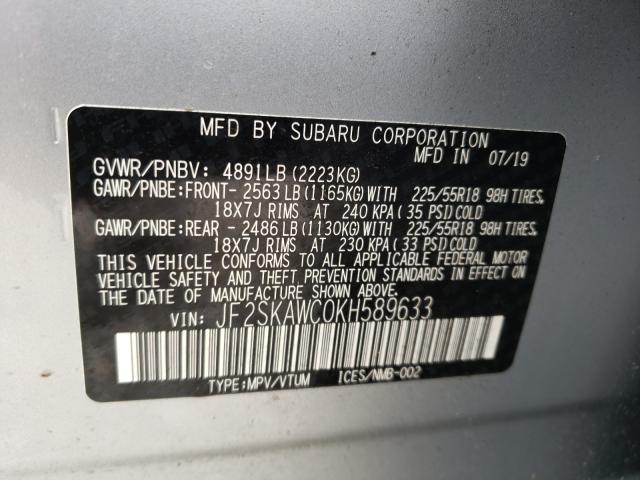 MFD BY SUBARU CORPORATION
MFD IN 07/19
GVWR/PNBV: 4891LB(2223KG)
GAWR/PNBE:FRONT- 2563LB(1165KG)WITH 225/55R18 98H TIRES,
18X7J RIMS AT 240 KPA(35 PSI)COLD
GAWR/PNBE:REAR - 2486LB(1130KG)WITH 225/55R18 98H TIRES,
18X7J RIMS AT 230 KPA(33 PSI)COLD
THIS VEHICLE CONFORMS TO ALL APPLICABLE FEDERAL MOTOR
VEHICLE SAFETY AND THEFT PREVENTION STANDARDS IN EFFECT ON
THE DATE OF MANUFACTURE SHOWN ABOVE.
VIN: JF2SKAWC0KH589633
TYPE:MPV/VTUM ICES/NMB-002